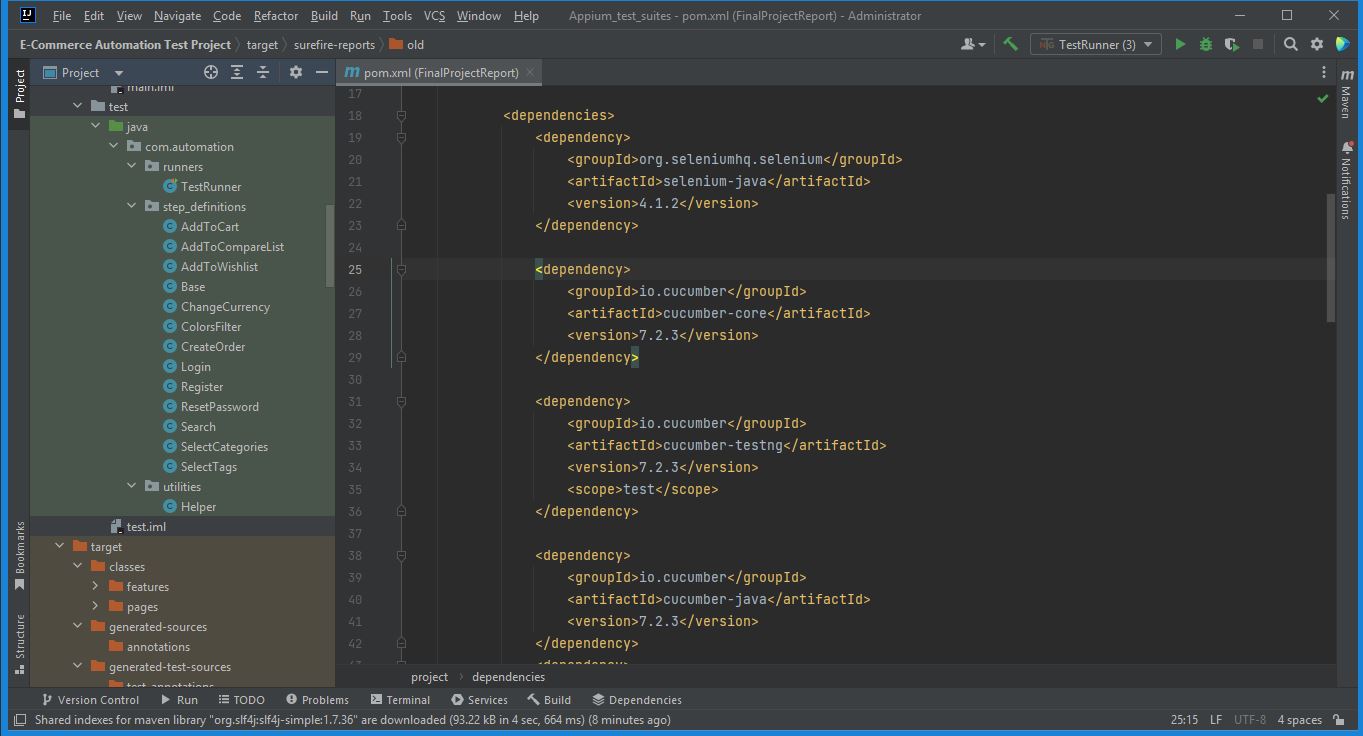 File Edit View Navigate Code Refactor Build Run Tools VCS Window Help Appium_test_suites - pom.xml (FinalProjectReport) - Administrator
E-Commerce Automation Test Project target surefire-reports old TestRunner (3)
Project
pom.xml (FinalProjectReport)
Project
Maven
Notifications
Bookmarks
Structure
main.iml
test
java
com.automation
runners
TestRunner
step_definitions
AddToCart
AddToCompareList
AddToWishlist
Base
ChangeCurrency
ColorsFilter
CreateOrder
Login
Register
ResetPassword
Search
SelectCategories
SelectTags
utilities
Helper
test.iml
target
classes
features
pages
generated-sources
annotations
generated-test-sources
test-annotations
17
18 <dependencies>
19 <dependency>
20 <groupId>org.seleniumhq.selenium</groupId>
21 <artifactId>selenium-java</artifactId>
22 <version>4.1.2</version>
23 </dependency>
24
25 <dependency>
26 <groupId>io.cucumber</groupId>
27 <artifactId>cucumber-core</artifactId>
28 <version>7.2.3</version>
29 </dependency>
30
31 <dependency>
32 <groupId>io.cucumber</groupId>
33 <artifactId>cucumber-testng</artifactId>
34 <version>7.2.3</version>
35 <scope>test</scope>
36 </dependency>
37
38 <dependency>
39 <groupId>io.cucumber</groupId>
40 <artifactId>cucumber-java</artifactId>
41 <version>7.2.3</version>
42 </dependency>
43 <dependency>
project dependencies
Version Control Run TODO Problems Terminal Services Build Dependencies
Shared indexes for maven library "org.slf4j:slf4j-simple:1.7.36" are downloaded (93.22 kB in 4 sec, 664 ms) (8 minutes ago) 25:15 LF UTF-8 4 spaces